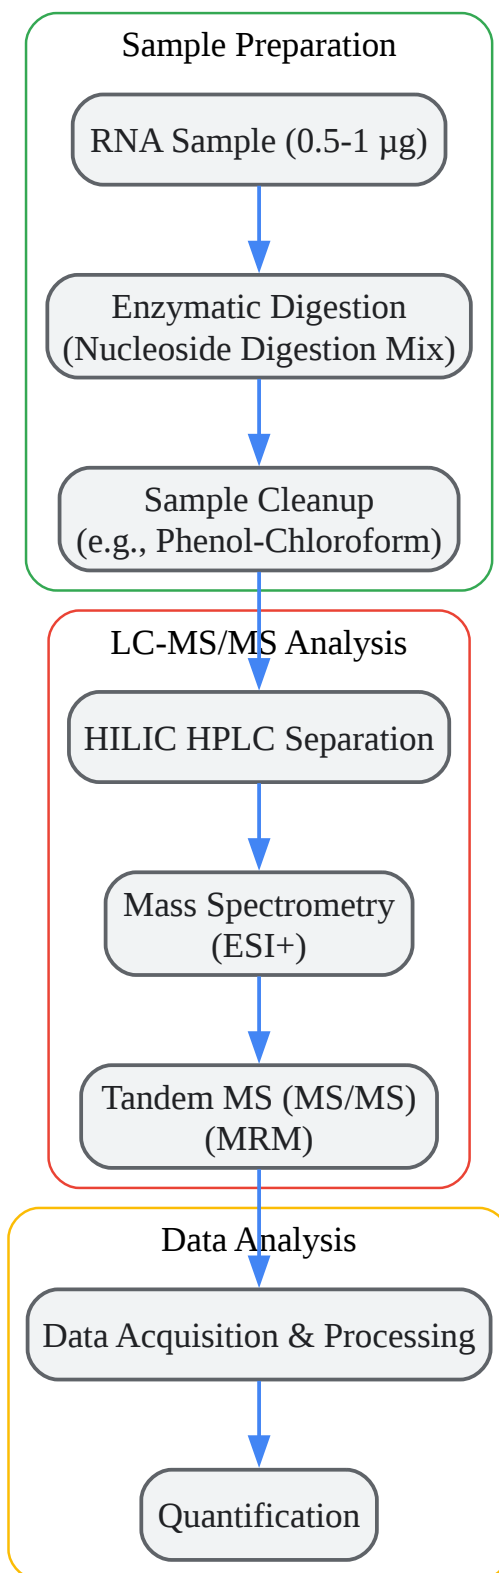 Sample Preparation
RNA Sample (0.5-1 µg)
Enzymatic Digestion
(Nucleoside Digestion Mix)
Sample Cleanup
(e.g., Phenol-Chloroform)
LC-MS/MS Analysis
HILIC HPLC Separation
Mass Spectrometry
(ESI+)
Tandem MS (MS/MS)
(MRM)
Data Analysis
Data Acquisition & Processing
Quantification